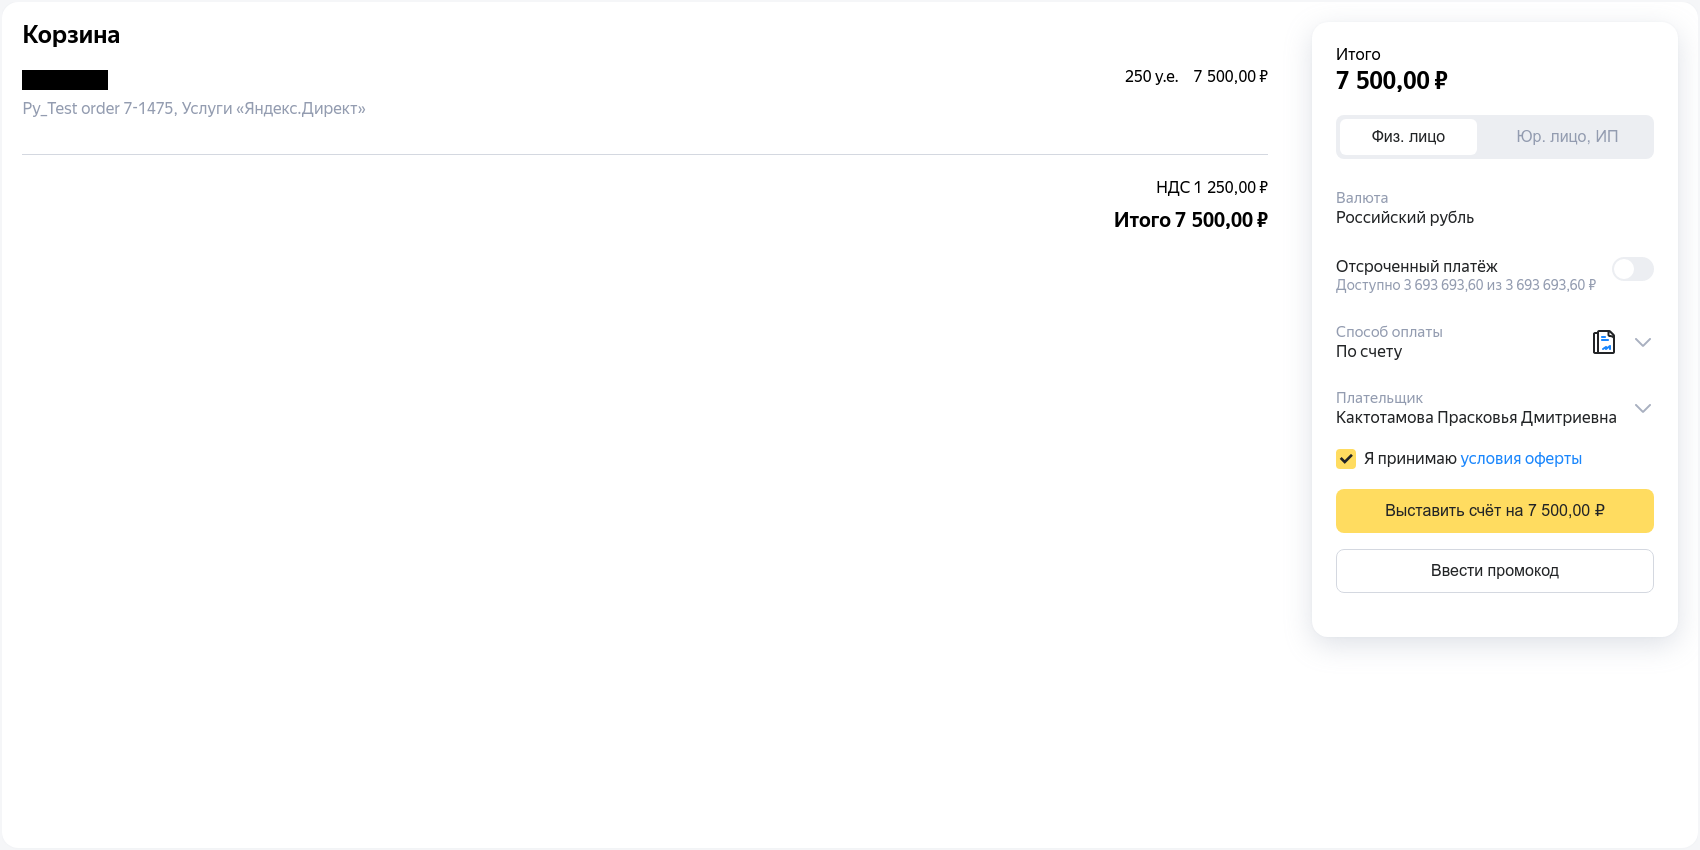 Корзина
250 у.е. 7 500,00 ₽
Py_Test order 7-1475, Услуги «Яндекс.Директ»
НДС 1 250,00 ₽
Итого 7 500,00 ₽
Итого
7 500,00 ₽
Физ. лицо
Юр. лицо, ИП
Валюта
Российский рубль
Отсроченный платёж
Доступно 3 693 693,60 из 3 693 693,60 ₽
Способ оплаты
По счету
Плательщик
Кактотамова Прасковья Дмитриевна
Я принимаю условия оферты
Выставить счёт на 7 500,00 ₽
Ввести промокод